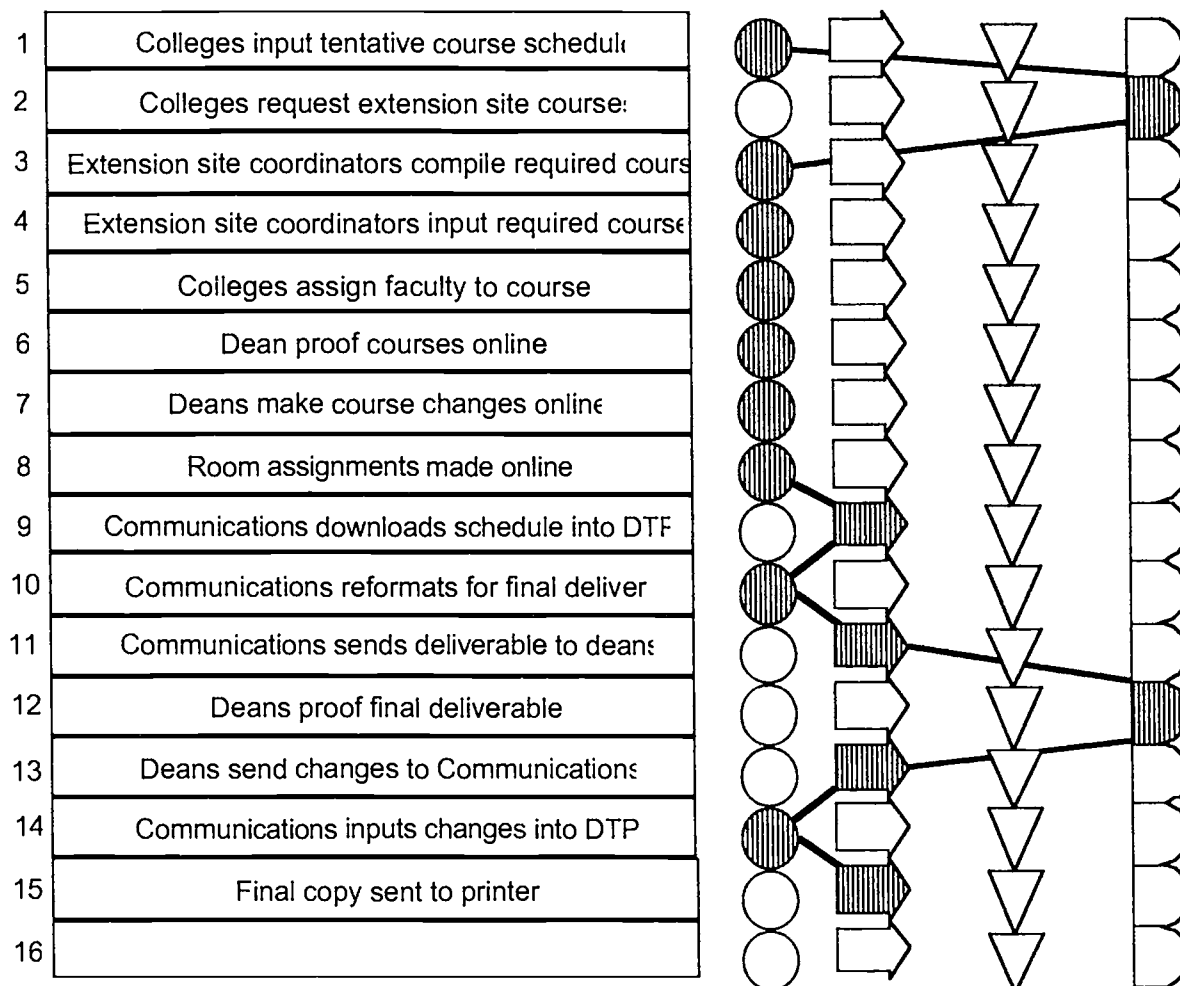 1 Colleges input tentative course
2 Colleges request extension site course
3 Extension site coordinators compile required
4 Extension site coordinators input required course
5 Colleges assign faculty to course
6 Dean proof courses online
7 Deans make course changes online
8 Room assignments made online
9 Communications downloads schedule into
10 Communications reformats for final deliver
11 Communications sends deliverable to deans
12 Deans proof final deliverable
13 Deans send changes to Communications
14 Communications inputs changes into DTP
15 Final copy sent to printer
16